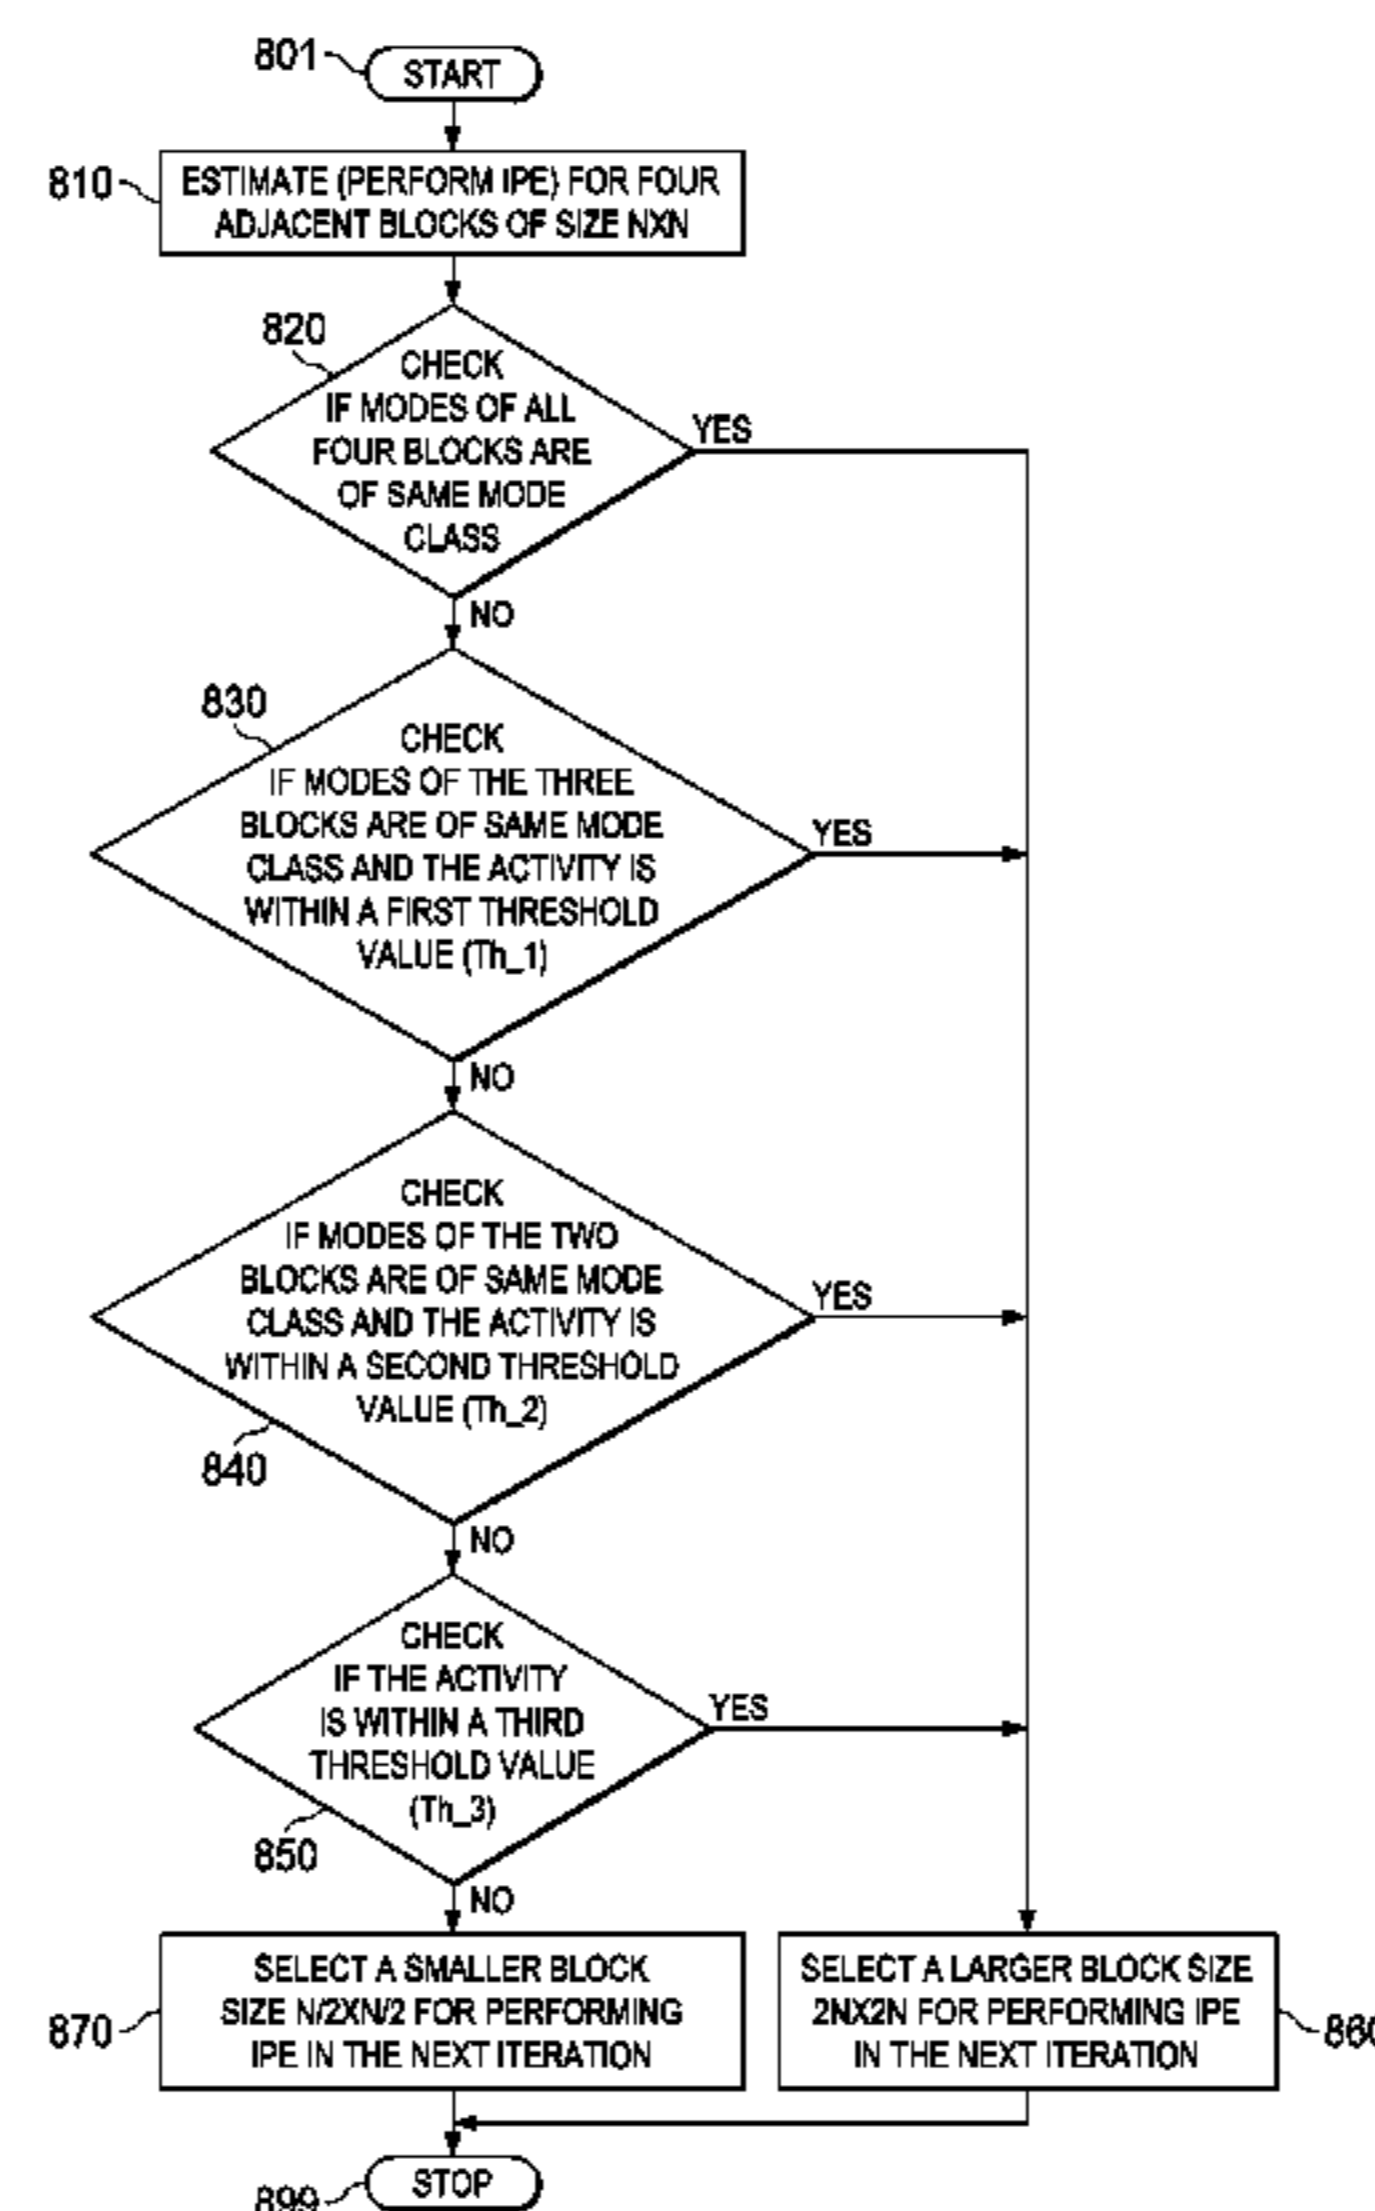 801
START
810
ESTIMATE (PERFORM IPE) FOR FOUR
ADJACENT BLOCKS OF SIZE NXN
820
CHECK
IF MODES OF ALL
FOUR BLOCKS ARE
OF SAME MODE
CLASS
YES
NO
830
CHECK
IF MODES OF THE THREE
BLOCKS ARE OF SAME MODE
CLASS AND THE ACTIVITY IS
WITHIN A FIRST THRESHOLD
VALUE (Th_1)
YES
NO
CHECK
IF MODES OF THE TWO
BLOCKS ARE OF SAME MODE
CLASS AND THE ACTIVITY IS
WITHIN A SECOND THRESHOLD
VALUE (Th_2)
YES
840
NO
CHECK
IF THE ACTIVITY
IS WITHIN A THIRD
THRESHOLD VALUE
(Th_3)
YES
850
NO
870
SELECT A SMALLER BLOCK
SIZE N/2XN/2 FOR PERFORMING
IPE IN THE NEXT ITERATION
SELECT A LARGER BLOCK SIZE
2NX2N FOR PERFORMING IPE
IN THE NEXT ITERATION
860
899
STOP